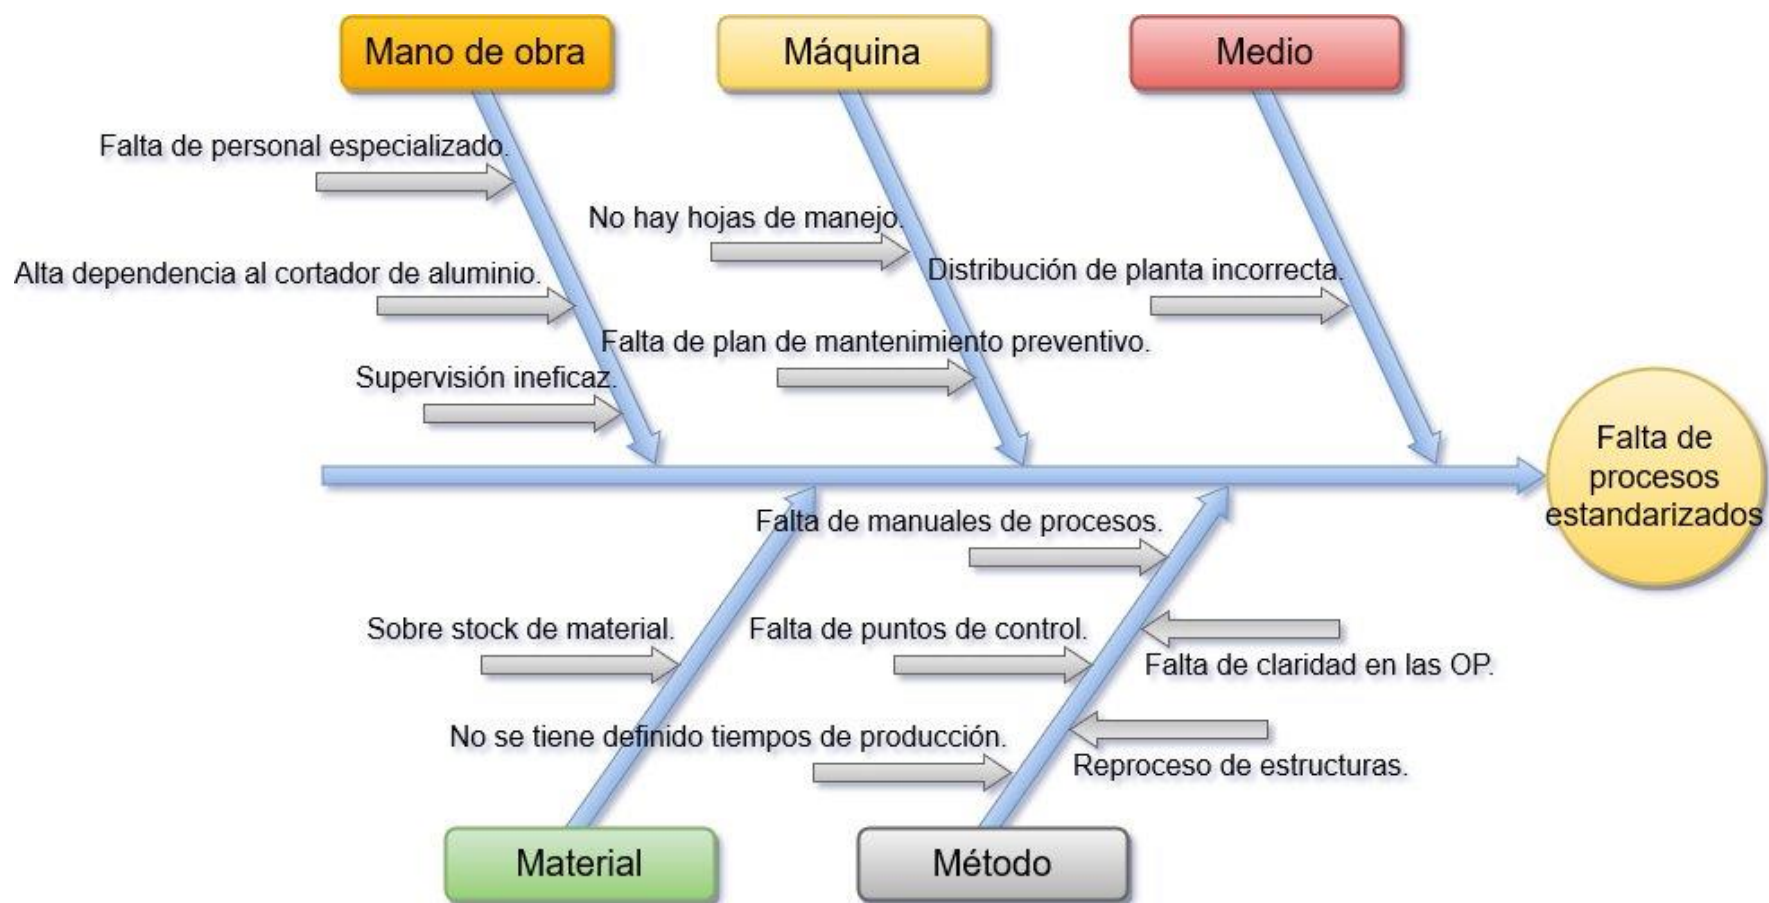 Mano de obra
Máquina
Medio
Falta de personal especializado.
No hay hojas de manejo.
Alta dependencia al cortador de aluminio.
Distribución de planta incorrecta.
Falta de plan de mantenimiento preventivo.
Supervisión ineficaz.
Falta de
procesos
estandarizados
Falta de manuales de procesos.
Sobre stock de material.
Falta de puntos de control.
Falta de claridad en las OP.
No se tiene definido tiempos de producción.
Reproceso de estructuras.
Material
Método